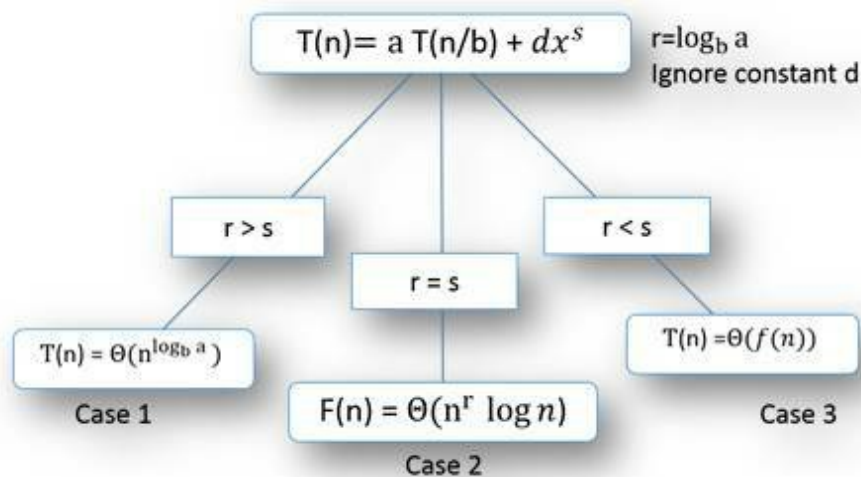 T(n)= a T(n/b) + dx^s
r=log_b a
Ignore constant d
r > s
r = s
r < s
T(n) = Θ(n^{log_b a} )
F(n) = Θ(n^r log n)
T(n) =Θ(f(n))
Case 1
Case 2
Case 3